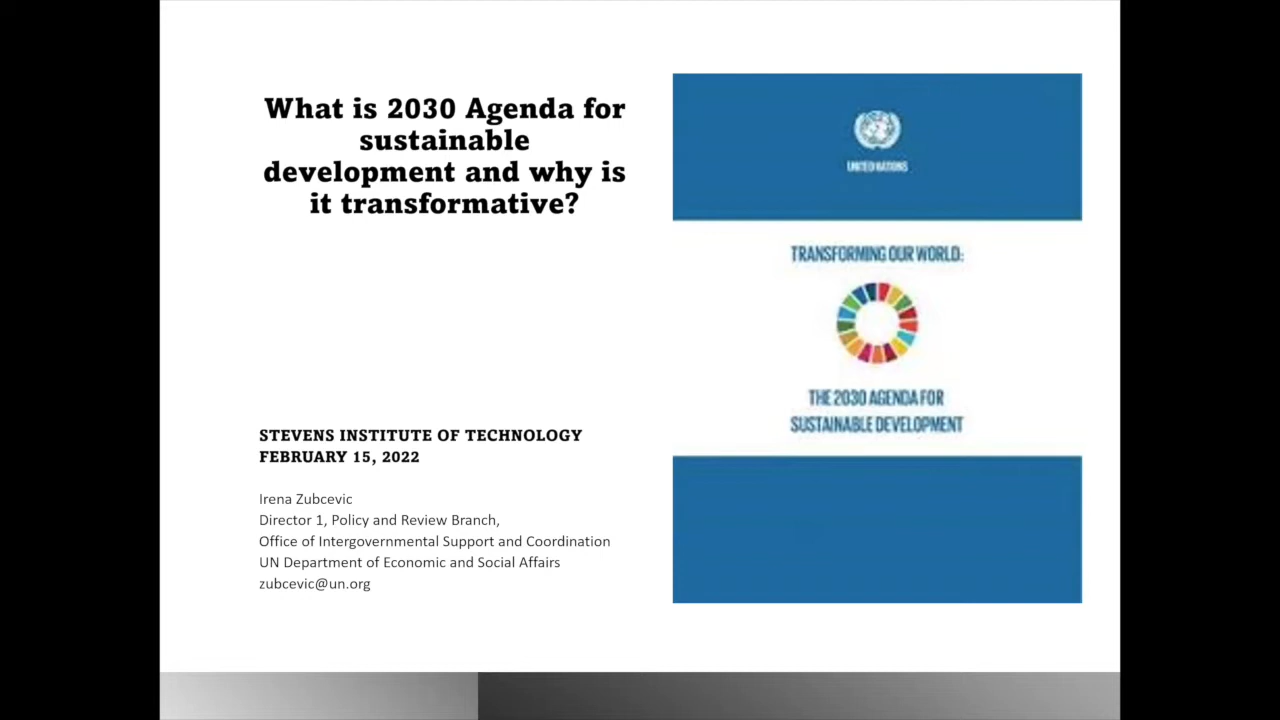 What is 2030 Agenda for
sustainable
development and why is
it transformative?
STEVENS INSTITUTE OF TECHNOLOGY
FEBRUARY 15, 2022
Irena Zubcevic
Director 1, Policy and Review Branch,
Office of Intergovernmental Support and Coordination
UN Department of Economic and Social Affairs
zubcevic@un.org
UNITED NATIONS
TRANSFORMING OUR WORLD:
THE 2030 AGENDA FOR
SUSTAINABLE DEVELOPMENT